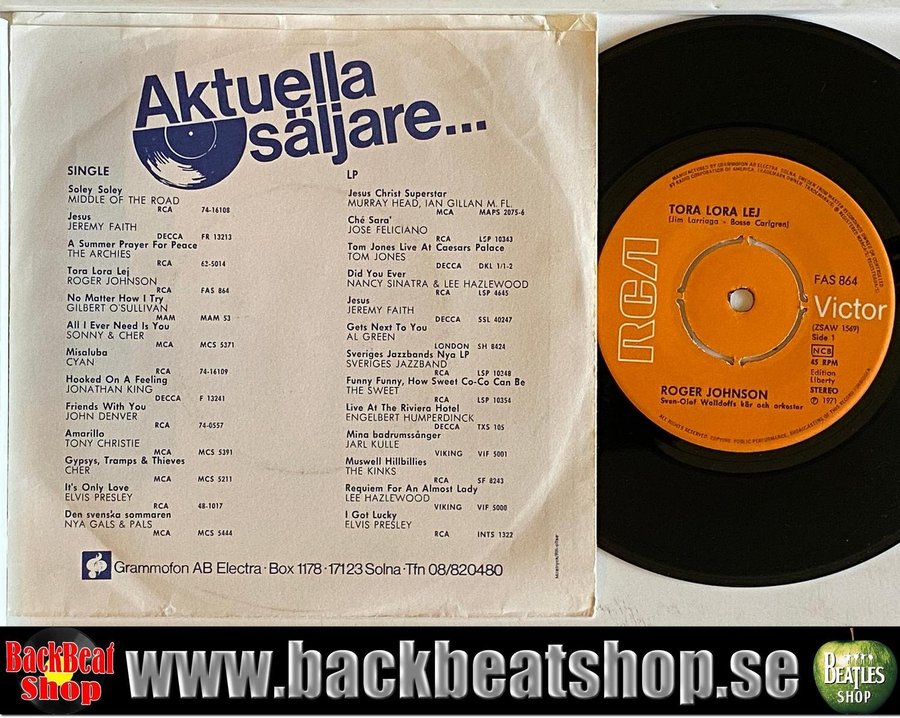 Aktuella
säljare...
SINGLE
Soley Soley
MIDDLE OF THE ROAD
RCA 74-16108
Jesus
JEREMY FAITH
DECCA FR 13213
A Summer Prayer For Peace
THE ARCHIES
RCA 62-5014
Tora Lora Lej
ROGER JOHNSON
RCA FAS 864
No Matter How I Try
GILBERT O'SULLIVAN
MAM MAM 53
All I Ever Need Is You
SONNY & CHER
MCA MCS 5371
Misaluba
CYAN
RCA 74-16109
Hooked On A Feeling
JONATHAN KING
DECCA F 13241
Friends With You
JOHN DENVER
RCA 74-0557
Amarillo
TONY CHRISTIE
MCA MCS 5391
Gypsys, Tramps & Thieves
CHER
MCA MCS 5211
It's Only Love
ELVIS PRESLEY
RCA 48-1017
Den svenska sommaren
NYA GALS & PALS
MCA MCS 5444
LP
Jesus Christ Superstar
MURRAY HEAD, IAN GILLAN M. FL.
MCA MAPS 2075-6
Ché Sara'
JOSE FELICIANO
RCA LSP 10343
Tom Jones Live At Caesars Palace
TOM JONES
DECCA DKL 1/1-2
Did You Ever
NANCY SINATRA & LEE HAZLEWOOD
RCA LSP 4645
Jesus
JEREMY FAITH
DECCA SSL 40247
Gets Next To You
AL GREEN
LONDON SH 8424
Sveriges Jazzbands Nya LP
SVERIGES JAZZBAND
RCA LSP 10248
Funny Funny, How Sweet Co-Co Can Be
THE SWEET
RCA LSP 10354
Live At The Riviera Hotel
ENGELBERT HUMPERDINCK
DECCA TXS 105
Mina badrumssånger
JARL KULLE
VIKING VIF 5001
Muswell Hillbillies
THE KINKS
RCA SF 8243
Requiem For An Almost Lady
LEE HAZLEWOOD
VIKING VIF 5000
I Got Lucky
ELVIS PRESLEY
RCA INTS 1322
Grammofon AB Electra · Box 1178 · 17123 Solna · Tfn 08/820480
TORA LORA LEJ
(Jim Larriaga - Bosse Carlgren)
RCA
FAS 864
Victor
(ZSAW 1569)
Side 1
NCB
45 RPM
Edition
Liberty
STEREO
Ⓟ 1971
ROGER JOHNSON
Sven-Olof Walldoffs kör och orkester
BackBeat
Shop
www.backbeatshop.se
BEATLES
SHOP